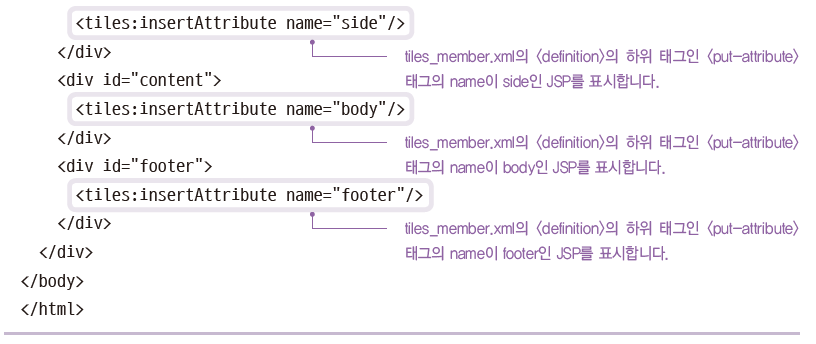 <tiles:insertAttribute name="side"/>
</div>
tiles_member.xml의 〈definition〉의 하위 태그인 〈put-attribute〉
<div id="content">
태그의 name이 side인 JSP를 표시합니다.
<tiles:insertAttribute name="body"/>
</div>
tiles_member.xml의 〈definition〉의 하위 태그인 〈put-attribute〉
<div id="footer">
태그의 name이 body인 JSP를 표시합니다.
<tiles:insertAttribute name="footer"/>
</div>
tiles_member.xml의 〈definition〉의 하위 태그인 〈put-attribute〉
</div>
태그의 name이 footer인 JSP를 표시합니다.
</body>
</html>